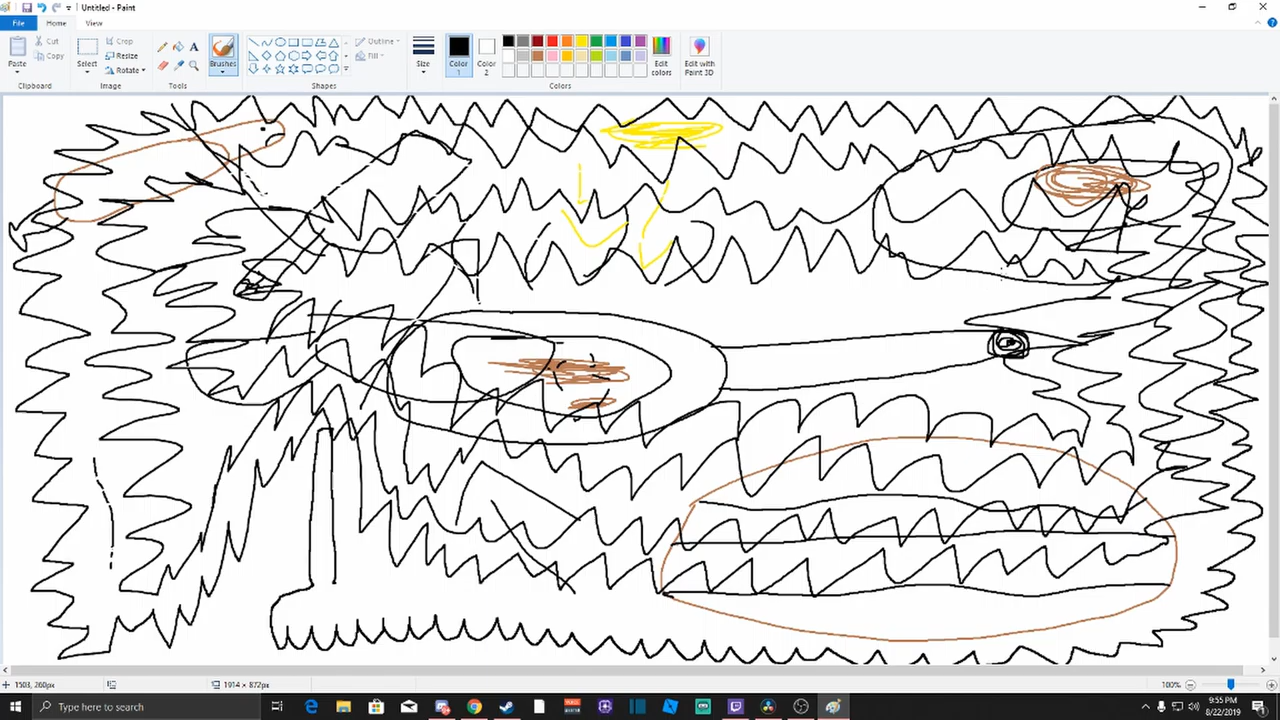 Untitled - Paint
File Home View
Paste Cut Copy Select Crop Resize Rotate Brushes Outline Fill Size Color 1 Color 2 Edit colors Edit with Paint 3D
Clipboard Image Tools Shapes Colors
1503, 260px 1914 × 872px 100%
Type here to search 9:55 PM
8/22/2019